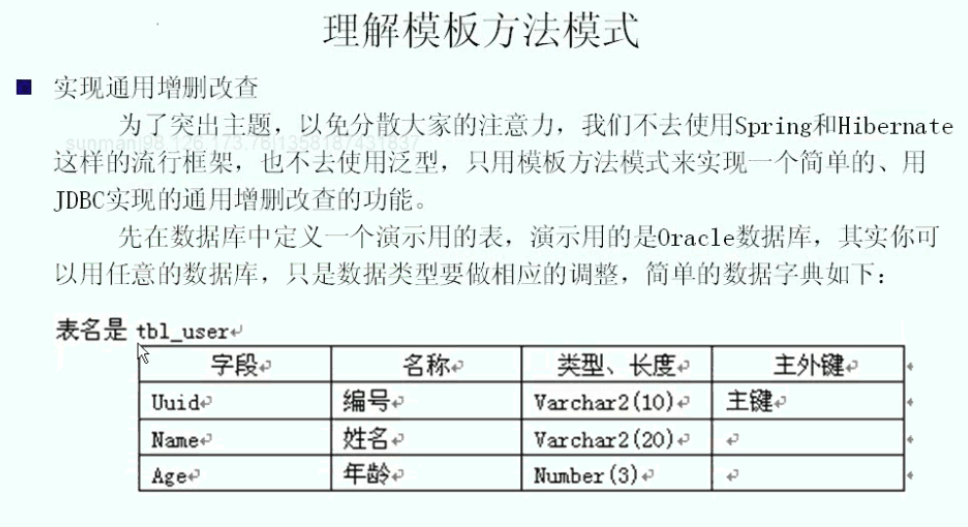 理解模板方法模式
实现通用增删改查
为了突出主题，以免分散大家的注意力，我们不去使用Spring和Hibernate
这样的流行框架，也不去使用泛型，只用模板方法模式来实现一个简单的、用
JDBC实现的通用增删改查的功能。
先在数据库中定义一个演示用的表，演示用的是Oracle数据库，其实你可
以用任意的数据库，只是数据类型要做相应的调整，简单的数据字典如下：
表名是 tbl_user
字段 名称 类型、长度 主外键
Uuid 编号 Varchar2(10) 主键
Name 姓名 Varchar2(20)
Age 年龄 Number(3)